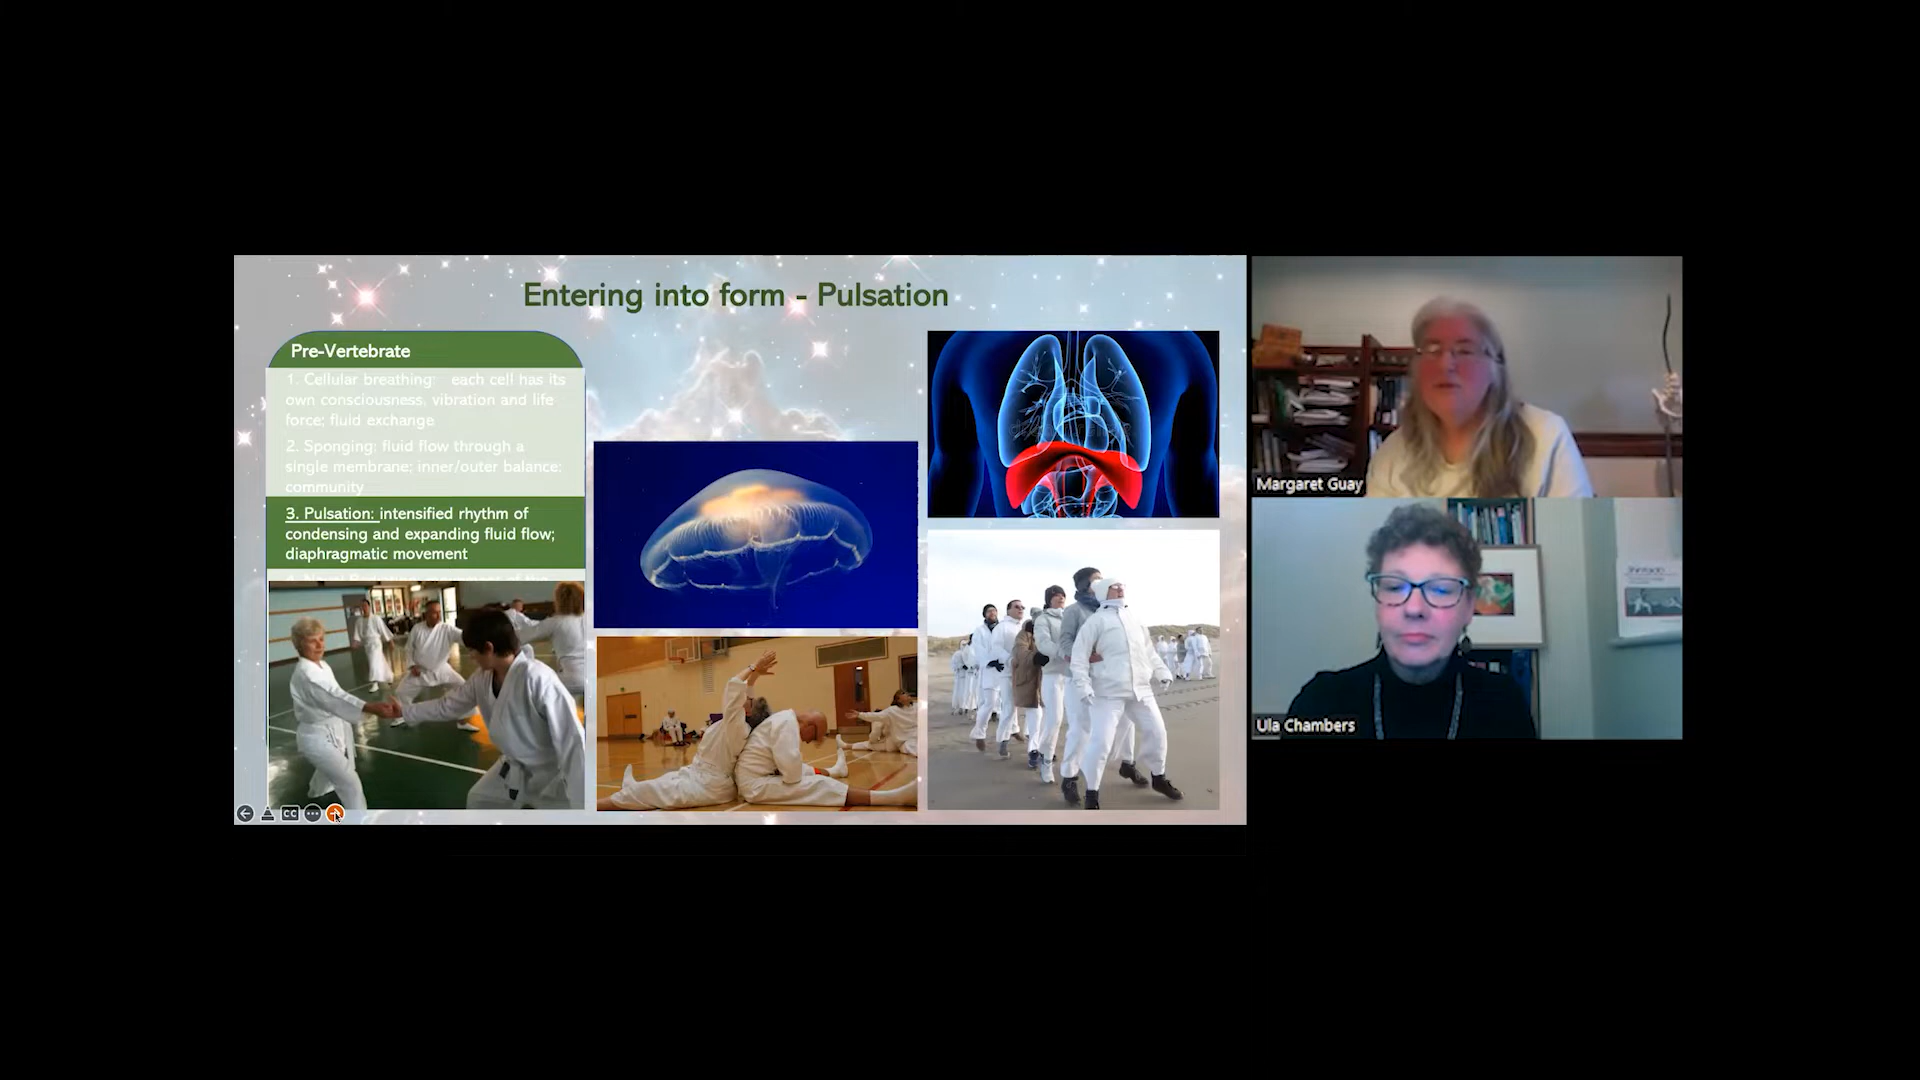 Entering into form - Pulsation
Pre-Vertebrate
1. Cellular breathing: each cell has its
own consciousness, vibration and life
force; fluid exchange
2. Sponging: fluid flow through a
single membrane; inner/outer balance;
community
3. Pulsation: intensified rhythm of
condensing and expanding fluid flow;
diaphragmatic movement
CC
Margaret Guay
Ula Chambers